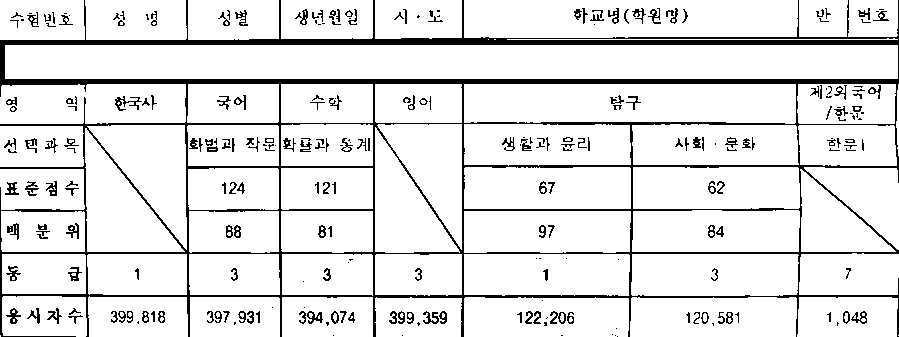 수험번호 성 명 성별 생년월일 시·도 학교명(학원명) 반 번호
영 역 한국사 국어 수학 영어 탐구 제2외국어/한문
선택과목 화법과 작문 확률과 통계 생활과 윤리 사회·문화 한문Ⅰ
표준점수 124 121 67 62
백 분 위 88 81 97 84
등 급 1 3 3 3 1 3 7
응시자수 399,818 397,931 394,074 399,359 122,206 120,581 1,048